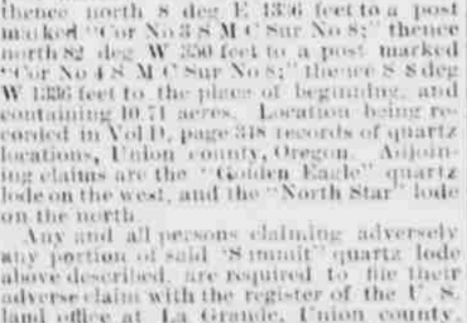 thence north 8 deg E 1336 feet to a post
marked "Cor No 3 S M C Sur No 8;" thence
north 82 deg W 350 feet to a post marked
"Cor No 4 S M C Sur No 8;" thence S 8 deg
W 1336 feet to the place of beginning, and
containing 10.71 acres. Location being re-
corded in Vol D, page 348 records of quartz
locations, Union county, Oregon. Adjoin-
ing claims are the "Golden Eagle" quartz
lode on the west, and the "North Star" lode
on the north
Any and all persons claiming adversely
any portion of said 'Summit" quartz lode
above described, are required to file their
adverse claim with the register of the U. S.
land office at La Grande, Union county,